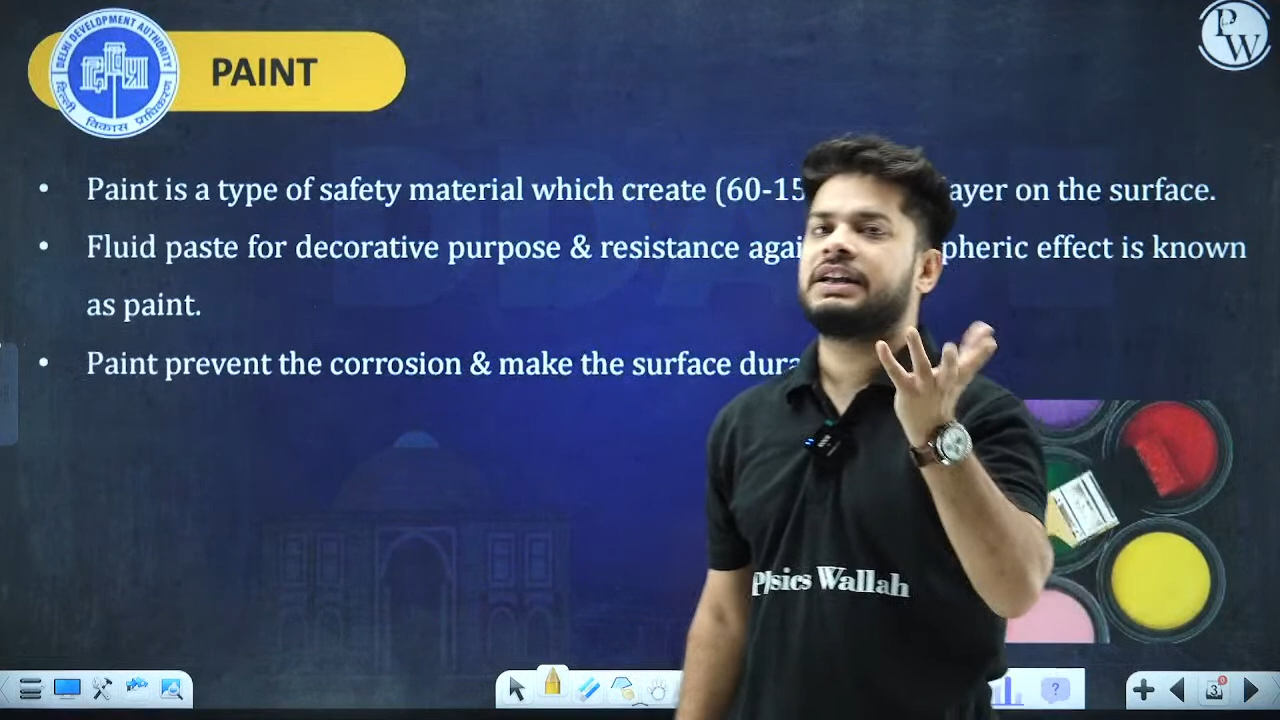 DELHI DEVELOPMENT AUTHORITY
दिल्ली विकास प्राधिकरण
PAINT
PW
• Paint is a type of safety material which create (60-15 ayer on the surface.
• Fluid paste for decorative purpose & resistance agai pheric effect is known
as paint.
• Paint prevent the corrosion & make the surface dura
Physics Wallah
3
?